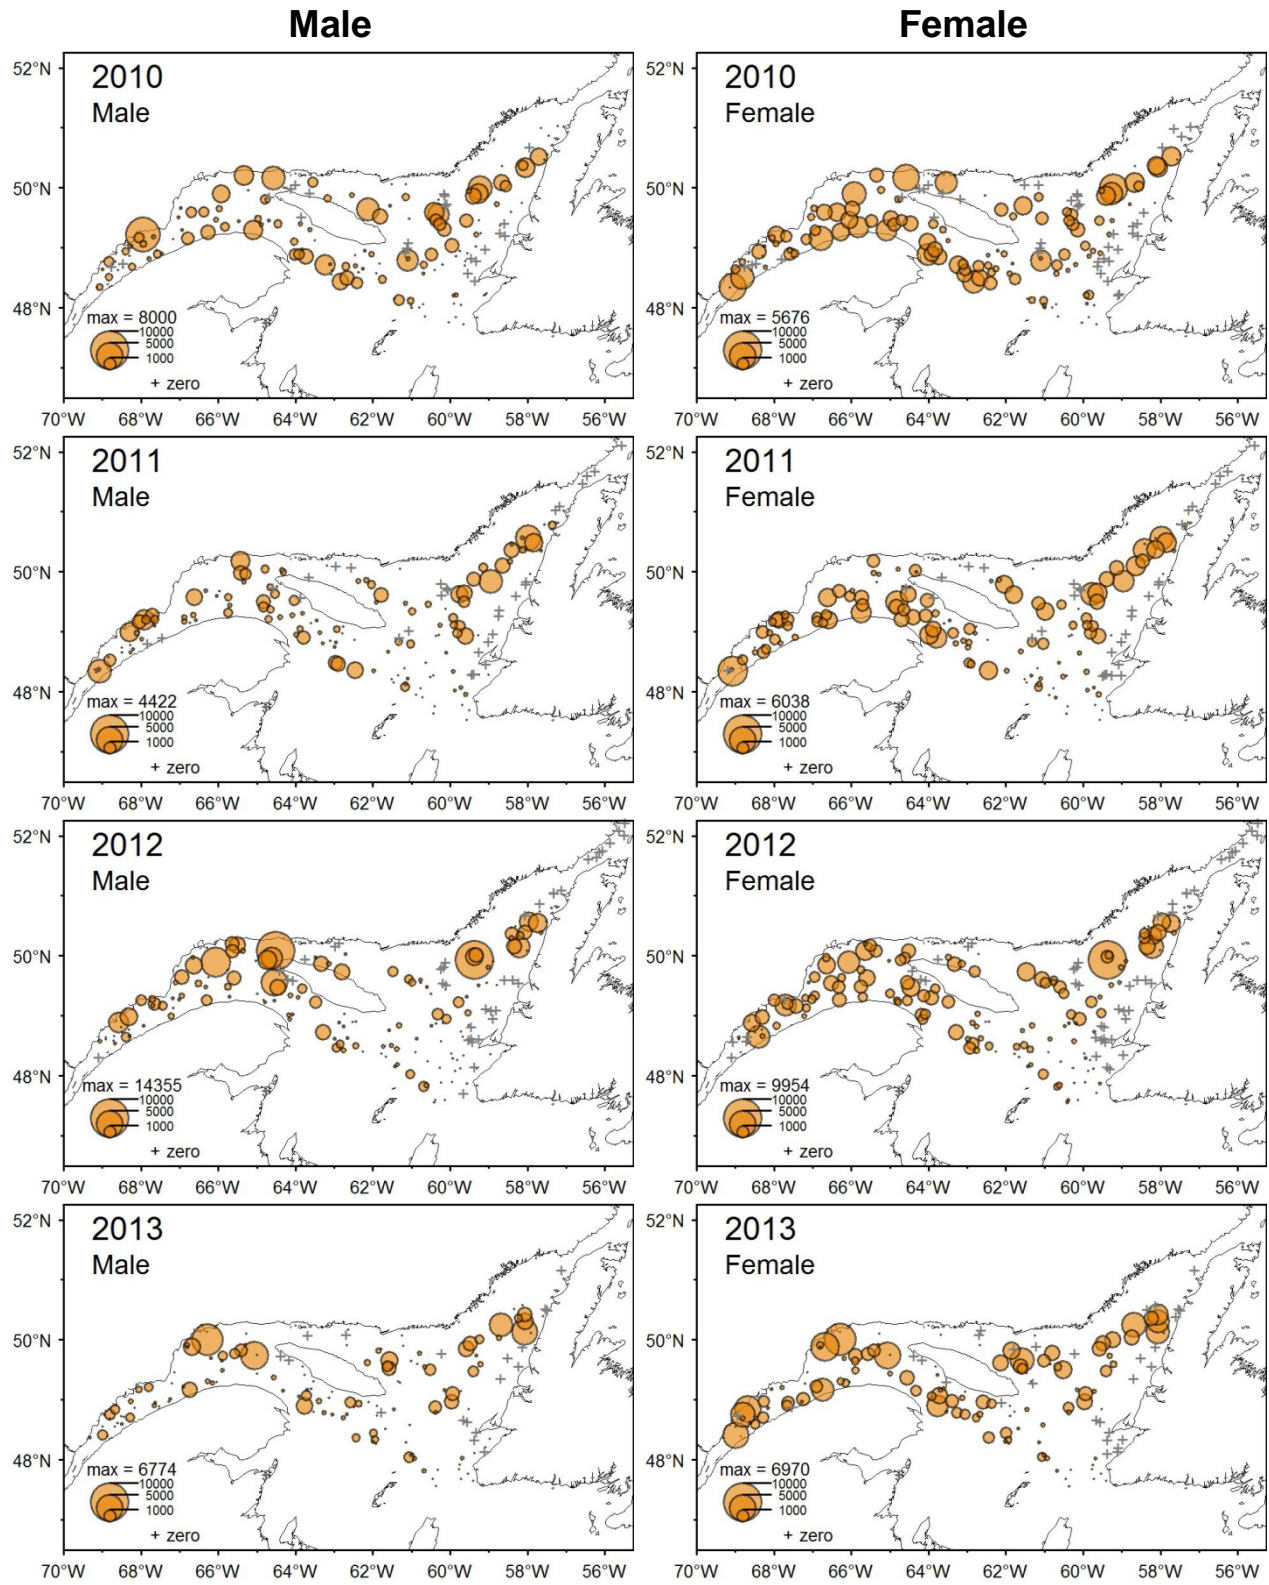 Male Female
2010 2010
Male Female
52°N 52°N
50°N 50°N
48°N 48°N
max = 8000 max = 5676
10000 10000
5000 5000
1000 1000
+ zero + zero
70°W 68°W 66°W 64°W 62°W 60°W 58°W 56°W 70°W 68°W 66°W 64°W 62°W 60°W 58°W 56°W
2011 2011
Male Female
52°N 52°N
50°N 50°N
48°N 48°N
max = 4422 max = 6038
10000 10000
5000 5000
1000 1000
+ zero + zero
70°W 68°W 66°W 64°W 62°W 60°W 58°W 56°W 70°W 68°W 66°W 64°W 62°W 60°W 58°W 56°W
2012 2012
Male Female
52°N 52°N
50°N 50°N
48°N 48°N
max = 14355 max = 9954
10000 10000
5000 5000
1000 1000
+ zero + zero
70°W 68°W 66°W 64°W 62°W 60°W 58°W 56°W 70°W 68°W 66°W 64°W 62°W 60°W 58°W 56°W
2013 2013
Male Female
52°N 52°N
50°N 50°N
48°N 48°N
max = 6774 max = 6970
10000 10000
5000 5000
1000 1000
+ zero + zero
70°W 68°W 66°W 64°W 62°W 60°W 58°W 56°W 70°W 68°W 66°W 64°W 62°W 60°W 58°W 56°W